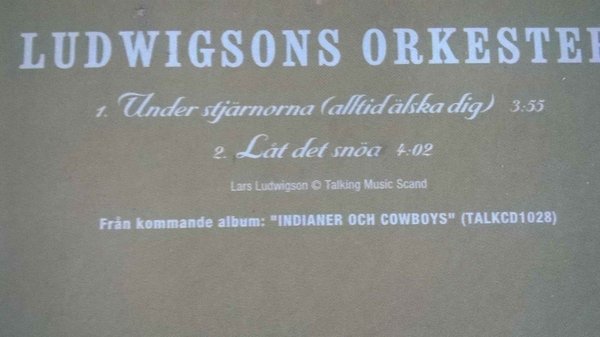 LUDWIGSONS ORKESTER
1. Under stjärnorna (alltid älska dig) 3:55
2. Låt det snöa 4:02
Lars Ludwigson © Talking Music Scand
Från kommande album: "INDIANER OCH COWBOYS" (TALKCD1028)